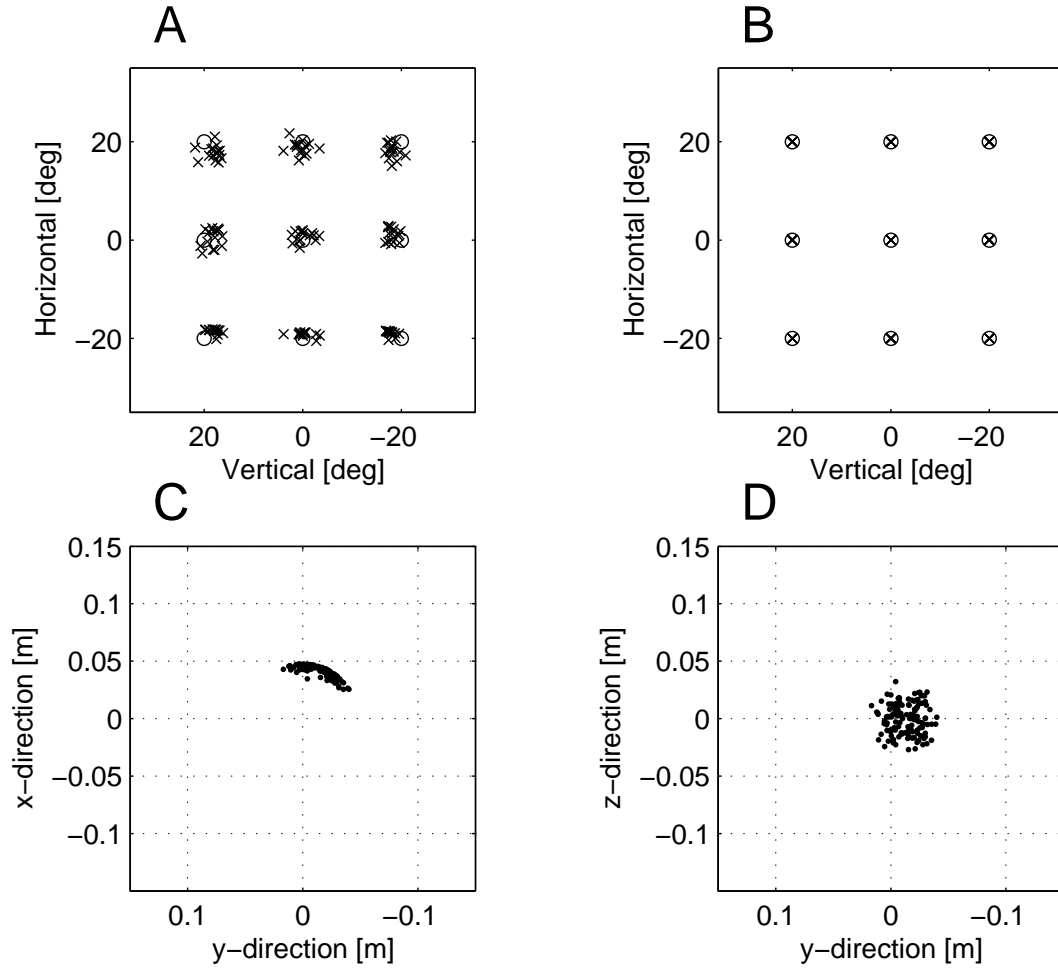 A
Horizontal [deg]
20
0
−20
20 0 −20
Vertical [deg]
B
Horizontal [deg]
20
0
−20
20 0 −20
Vertical [deg]
C
x−direction [m]
0.15
0.1
0.05
0
−0.05
−0.1
0.1 0 −0.1
y−direction [m]
D
z−direction [m]
0.15
0.1
0.05
0
−0.05
−0.1
0.1 0 −0.1
y−direction [m]